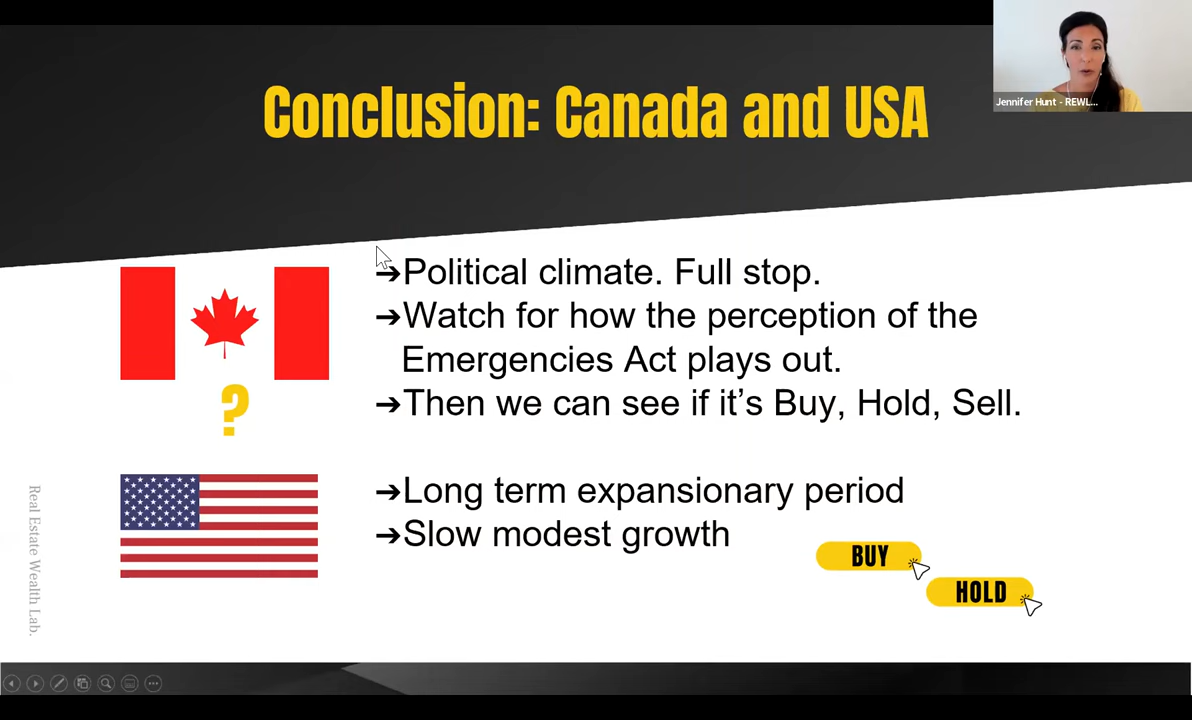 Conclusion: Canada and USA
Jennifer Hunt - REWL...
➔Political climate. Full stop.
➔Watch for how the perception of the
Emergencies Act plays out.
➔Then we can see if it’s Buy, Hold, Sell.
?
➔Long term expansionary period
➔Slow modest growth
BUY
HOLD
Real Estate Wealth Lab.